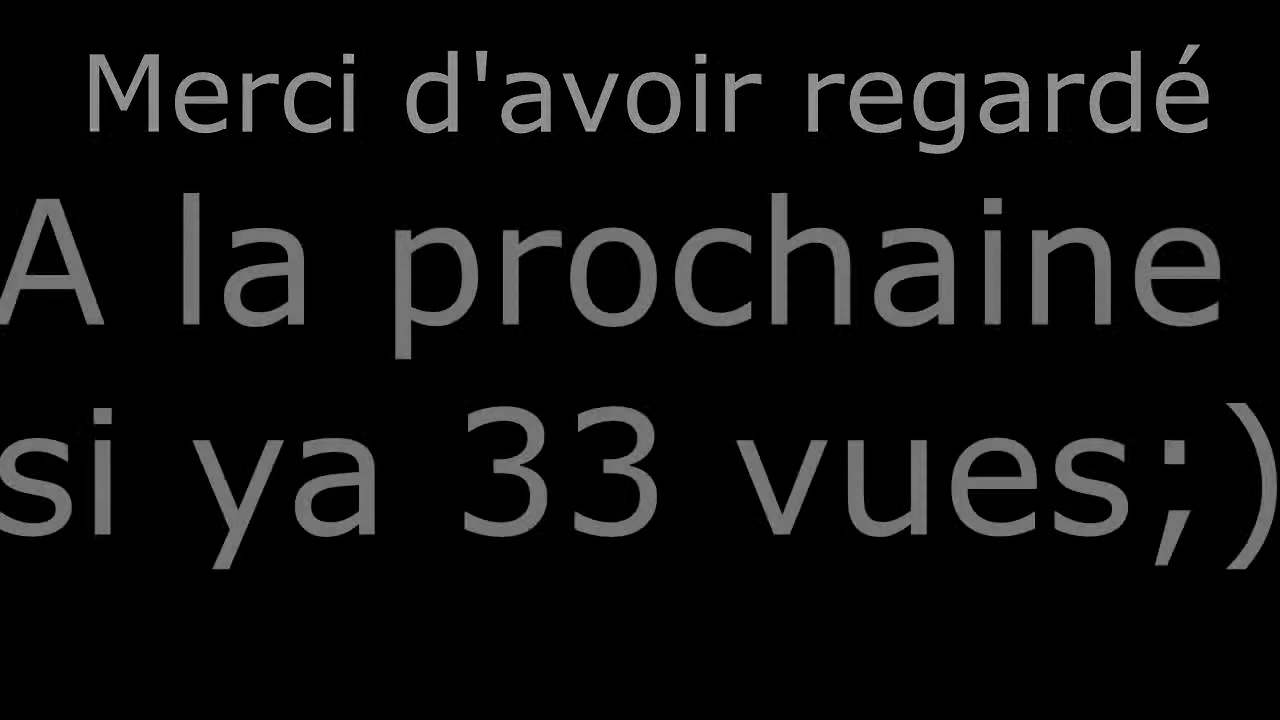 Merci d'avoir regardé
A la prochaine
si ya 33 vues;)